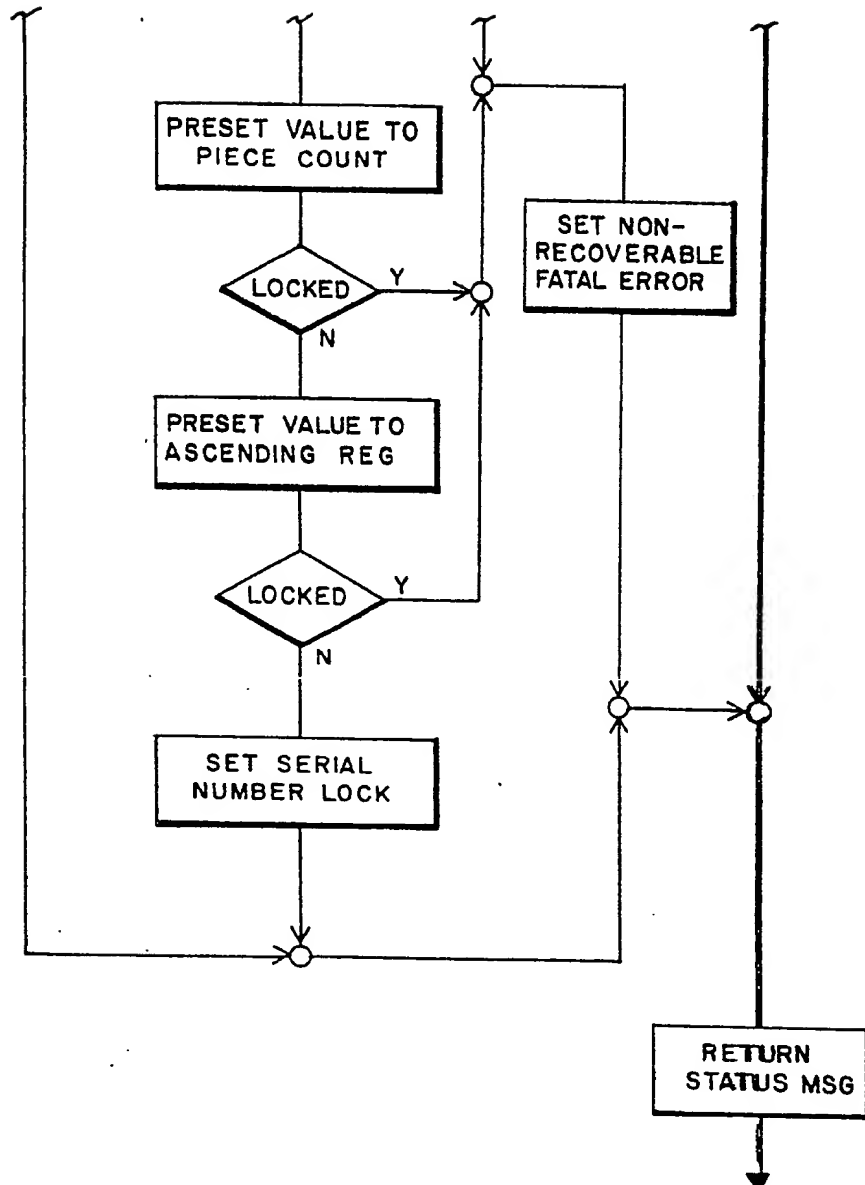 PRESET VALUE TO
PIECE COUNT
SET NON-
RECOVERABLE
FATAL ERROR
LOCKED
Y
N
PRESET VALUE TO
ASCENDING REG
LOCKED
Y
N
SET SERIAL
NUMBER LOCK
RETURN
STATUS MSG